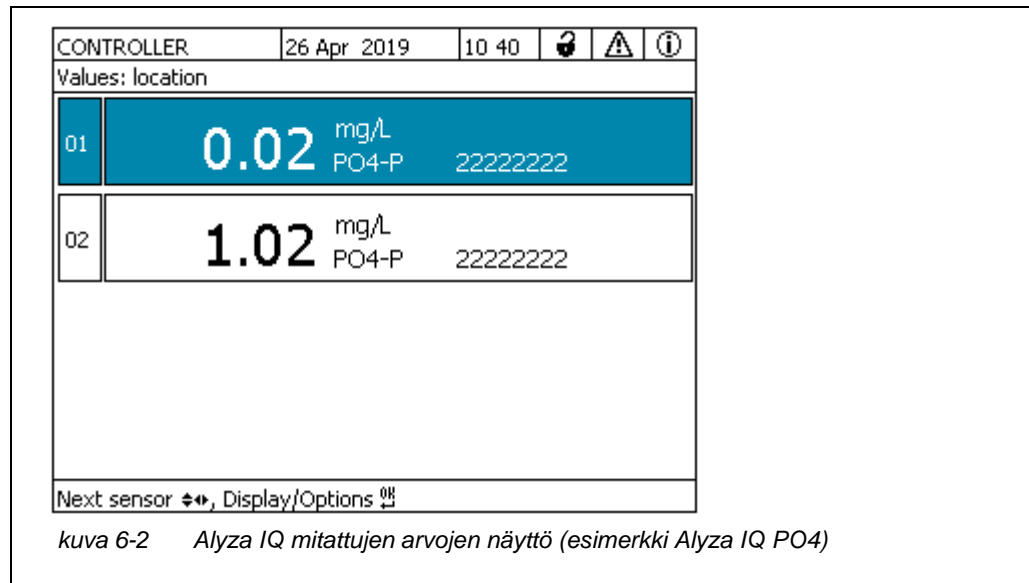 CONTROLLER 26 Apr 2019 10 40
Values: location
01 0.02 mg/L PO4-P 22222222
02 1.02 mg/L PO4-P 22222222
Next sensor, Display/Options OK
kuva 6-2 Alyza IQ mitattujen arvojen näyttö (esimerkki Alyza IQ PO4)